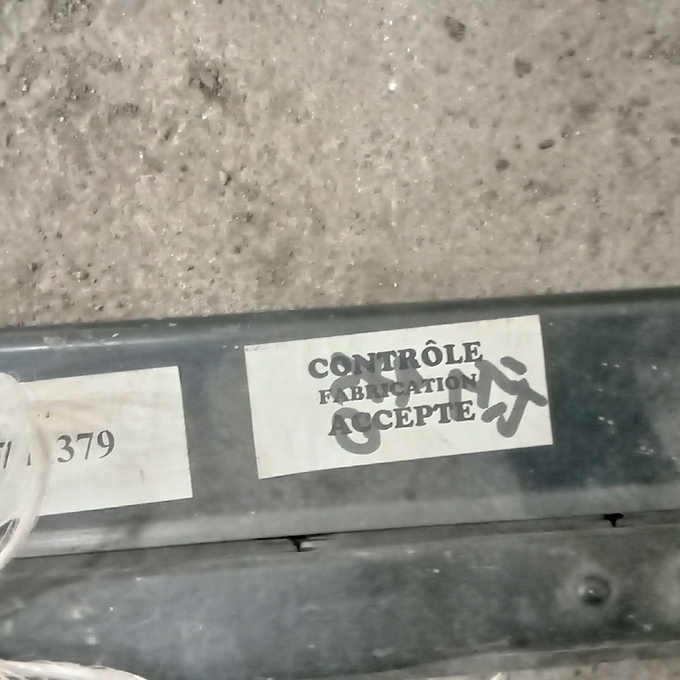 CONTRÔLE
FABRICATION
ACCEPTE
379